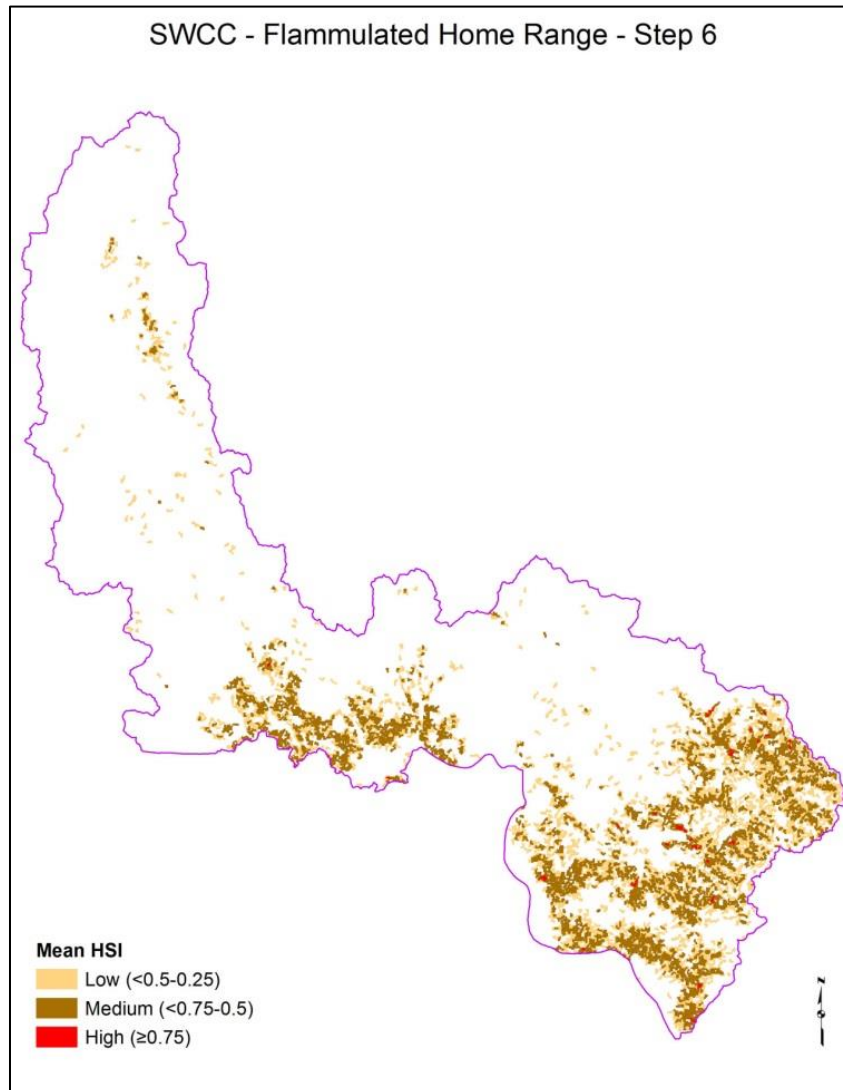 SWCC - Flammulated Home Range - Step 6
Mean HSI
Low (<0.5-0.25)
Medium (<0.75-0.5)
High (≥0.75)
N